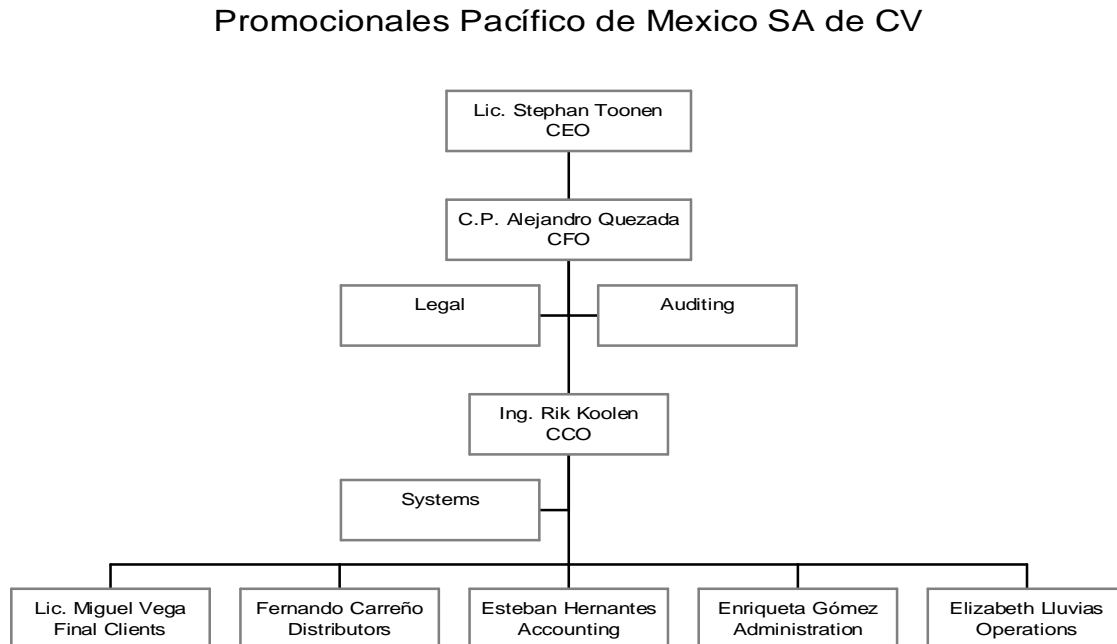 Promocionales Pacífico de Mexico SA de CV
Lic. Stephan Toonen
CEO
C.P. Alejandro Quezada
CFO
Legal
Auditing
Ing. Rik Koolen
CCO
Systems
Lic. Miguel Vega
Final Clients
Fernando Carreño
Distributors
Esteban Hernantes
Accounting
Enriqueta Gómez
Administration
Elizabeth Lluvias
Operations